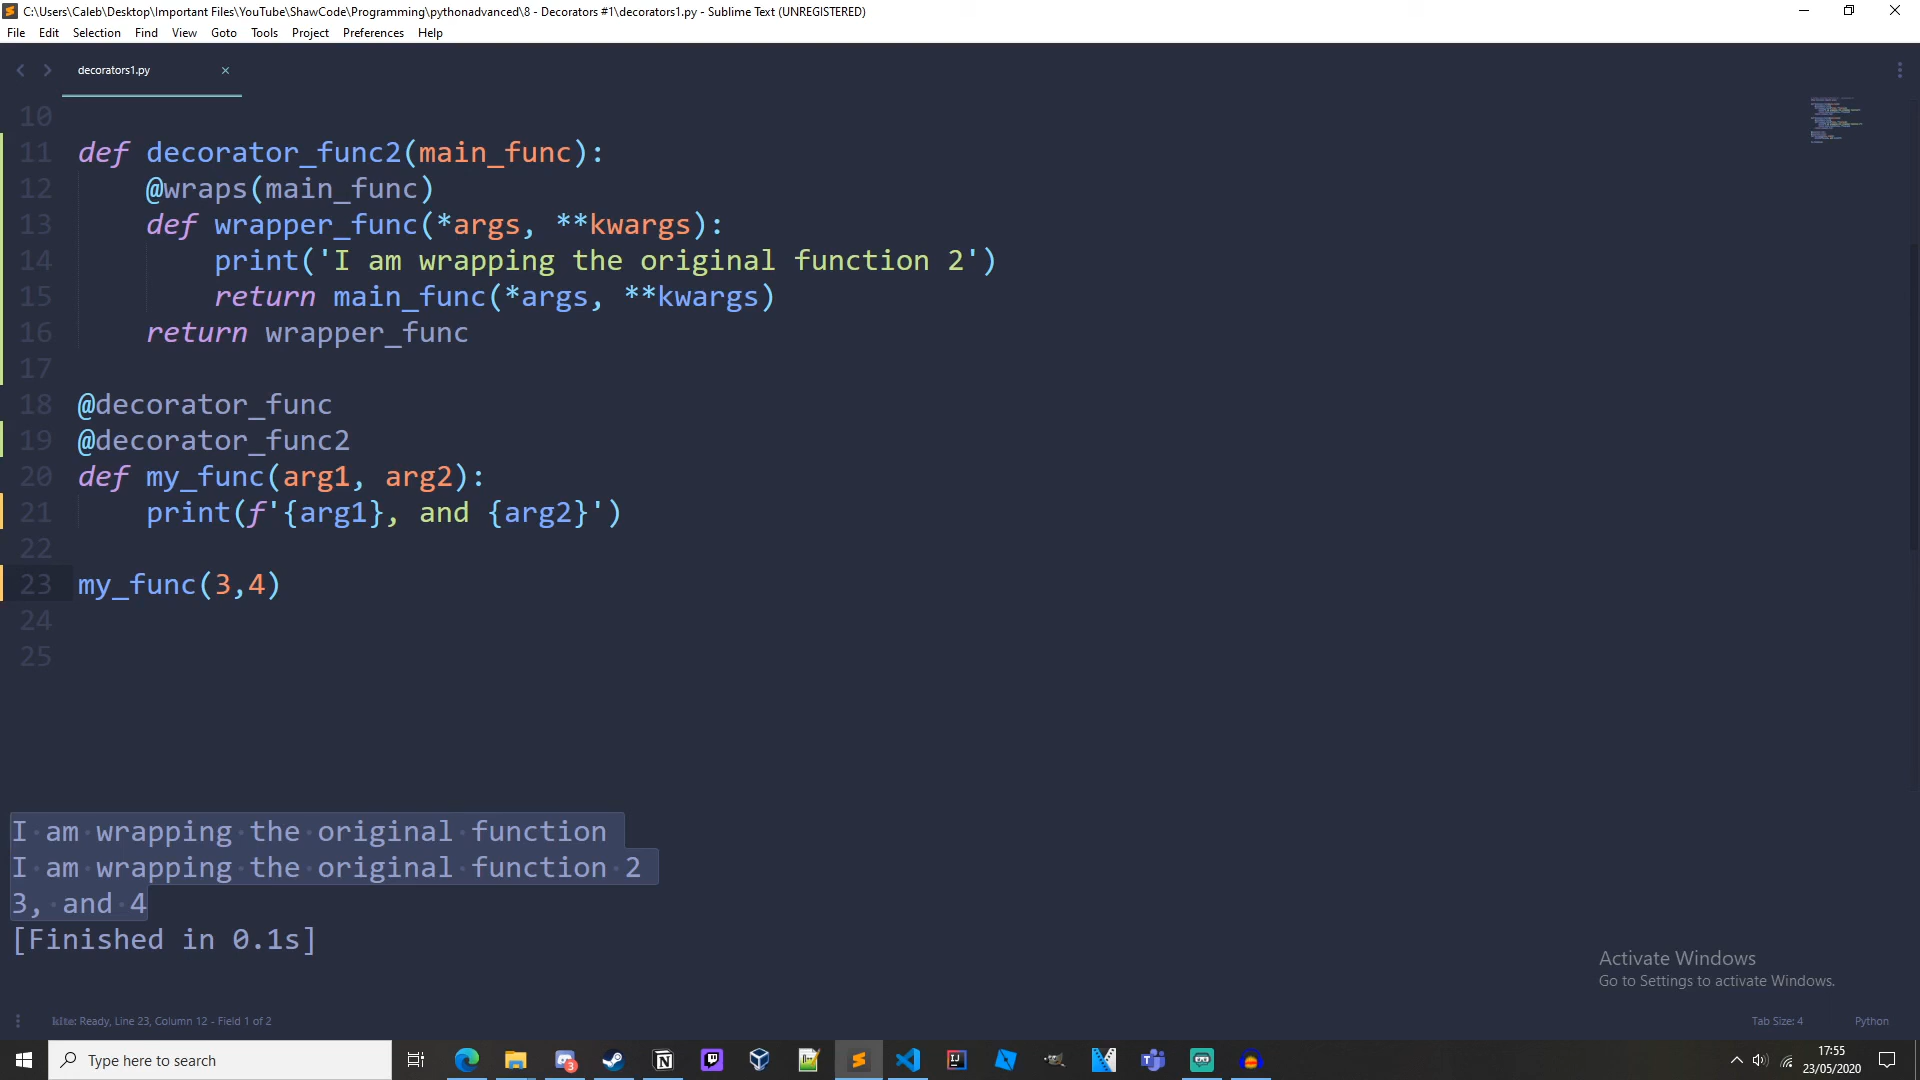 C:\Users\Caleb\Desktop\Important Files\YouTube\ShawCode\Programming\pythonadvanced\8 - Decorators #1\decorators1.py - Sublime Text (UNREGISTERED)
File Edit Selection Find View Goto Tools Project Preferences Help
decorators1.py
10
11 def decorator_func2(main_func):
12     @wraps(main_func)
13     def wrapper_func(*args, **kwargs):
14         print('I am wrapping the original function 2')
15         return main_func(*args, **kwargs)
16     return wrapper_func
17
18 @decorator_func
19 @decorator_func2
20 def my_func(arg1, arg2):
21     print(f'{arg1}, and {arg2}')
22
23 my_func(3,4)
24
25
I am wrapping the original function
I am wrapping the original function 2
3, and 4
[Finished in 0.1s]
Activate Windows
Go to Settings to activate Windows.
kite: Ready, Line 23, Column 12 - Field 1 of 2
Tab Size: 4 Python
Type here to search
3
17:55
23/05/2020